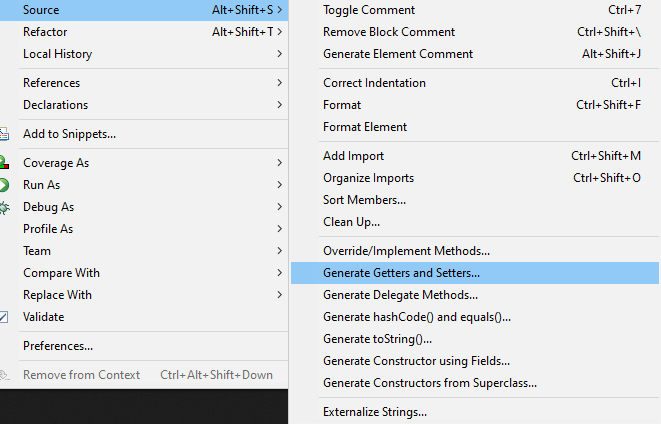 Source Alt+Shift+S >
Refactor Alt+Shift+T >
Local History >
References >
Declarations >
Add to Snippets...
Coverage As >
Run As >
Debug As >
Profile As >
Team >
Compare With >
Replace With >
Validate
Preferences...
Remove from Context Ctrl+Alt+Shift+Down
Toggle Comment Ctrl+7
Remove Block Comment Ctrl+Shift+\
Generate Element Comment Alt+Shift+J
Correct Indentation Ctrl+I
Format Ctrl+Shift+F
Format Element
Add Import Ctrl+Shift+M
Organize Imports Ctrl+Shift+O
Sort Members...
Clean Up...
Override/Implement Methods...
Generate Getters and Setters...
Generate Delegate Methods...
Generate hashCode() and equals()...
Generate toString()...
Generate Constructor using Fields...
Generate Constructors from Superclass...
Externalize Strings...